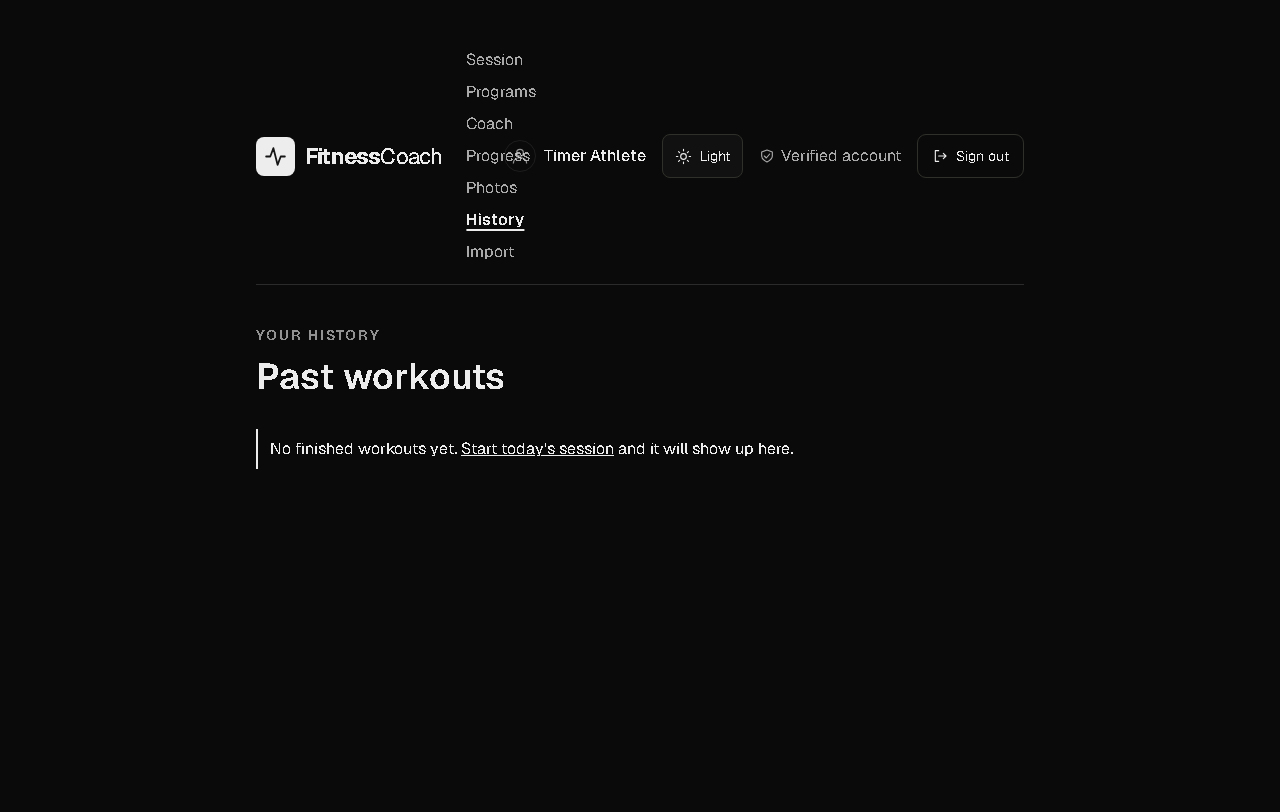 Session
Programs
Coach
FitnessCoach
Progress
Timer Athlete
Light
Verified account
Sign out
Photos
History
Import
YOUR HISTORY
Past workouts
No finished workouts yet. Start today's session and it will show up here.